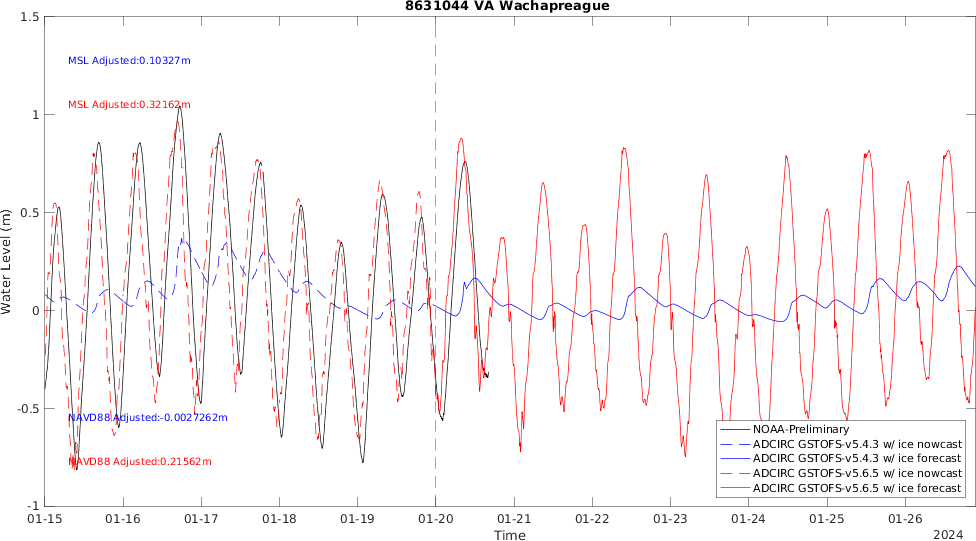 8631044 VA Wachapreague
1.5
MSL Adjusted:0.10327m
MSL Adjusted:0.32162m
1
0.5
Water Level (m)
0
-0.5
NAVD88 Adjusted:-0.0027262m
NAVD88 Adjusted:0.21562m
-1
NOAA-Preliminary
ADCIRC GSTOFS-v5.4.3 w/ ice nowcast
ADCIRC GSTOFS-v5.4.3 w/ ice forecast
ADCIRC GSTOFS-v5.6.5 w/ ice nowcast
ADCIRC GSTOFS-v5.6.5 w/ ice forecast
01-15 01-16 01-17 01-18 01-19 01-20 01-21 01-22 01-23 01-24 01-25 01-26
Time
2024